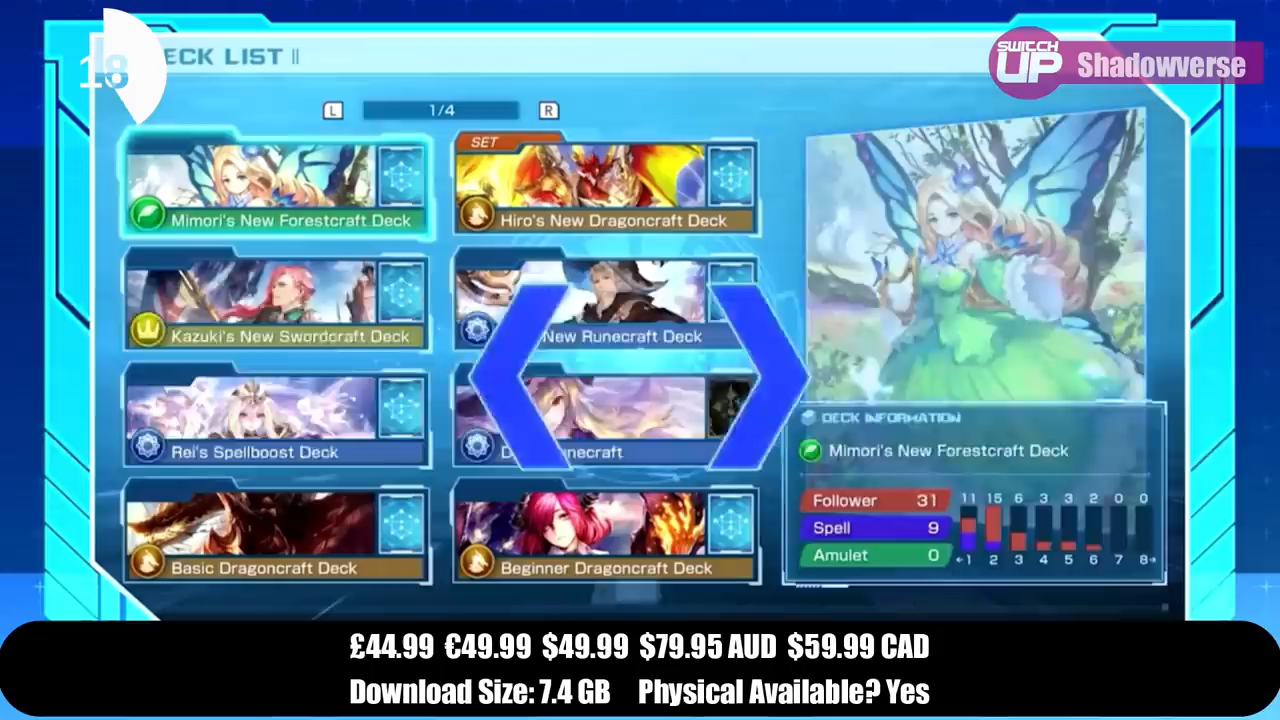 18
ECK LIST
SWITCH UP
Shadowverse
L 1/4 R
Mimori's New Forestcraft Deck
SET
Hiro's New Dragoncraft Deck
Kazuki's New Swordcraft Deck
New Runecraft Deck
Rei's Spellboost Deck
Basic Dragoncraft Deck
Beginner Dragoncraft Deck
DECK INFORMATION
Mimori's New Forestcraft Deck
Follower 31
Spell 9
Amulet 0
11 15 6 3 3 2 0 0
←1 2 3 4 5 6 7 8→
£44.99 €49.99 $49.99 $79.95 AUD $59.99 CAD
Download Size: 7.4 GB Physical Available? Yes